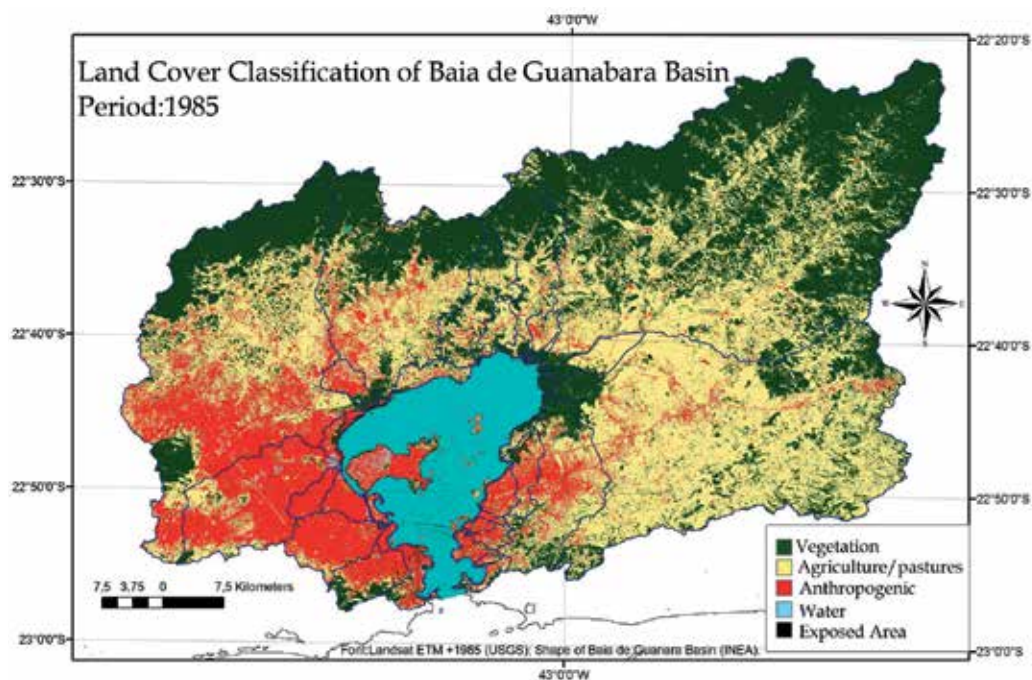 43°0'0"W
22°20'0"S
Land Cover Classification of Baia de Guanabara Basin
Period:1985
22°30'0"S
22°30'0"S
N
W
E
S
22°40'0"S
22°40'0"S
22°50'0"S
22°50'0"S
Vegetation
Agriculture/pastures
Anthropogenic
Water
Exposed Area
7,5 3,75 0 7,5 Kilometers
23°0'0"S
23°0'0"S
Font:Landsat ETM +1985 (USGS); Shape of Baia de Guanara Basin (INEA).
43°0'0"W